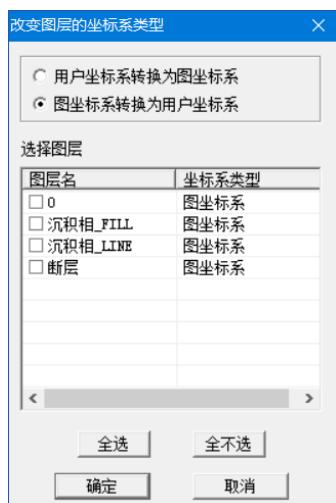 改变图层的坐标系类型
用户坐标系转换为图坐标系
图坐标系转换为用户坐标系
选择图层
图层名 坐标系类型
0 图坐标系
沉积相_FILL 图坐标系
沉积相_LINE 图坐标系
断层 图坐标系
全选 全不选
确定 取消